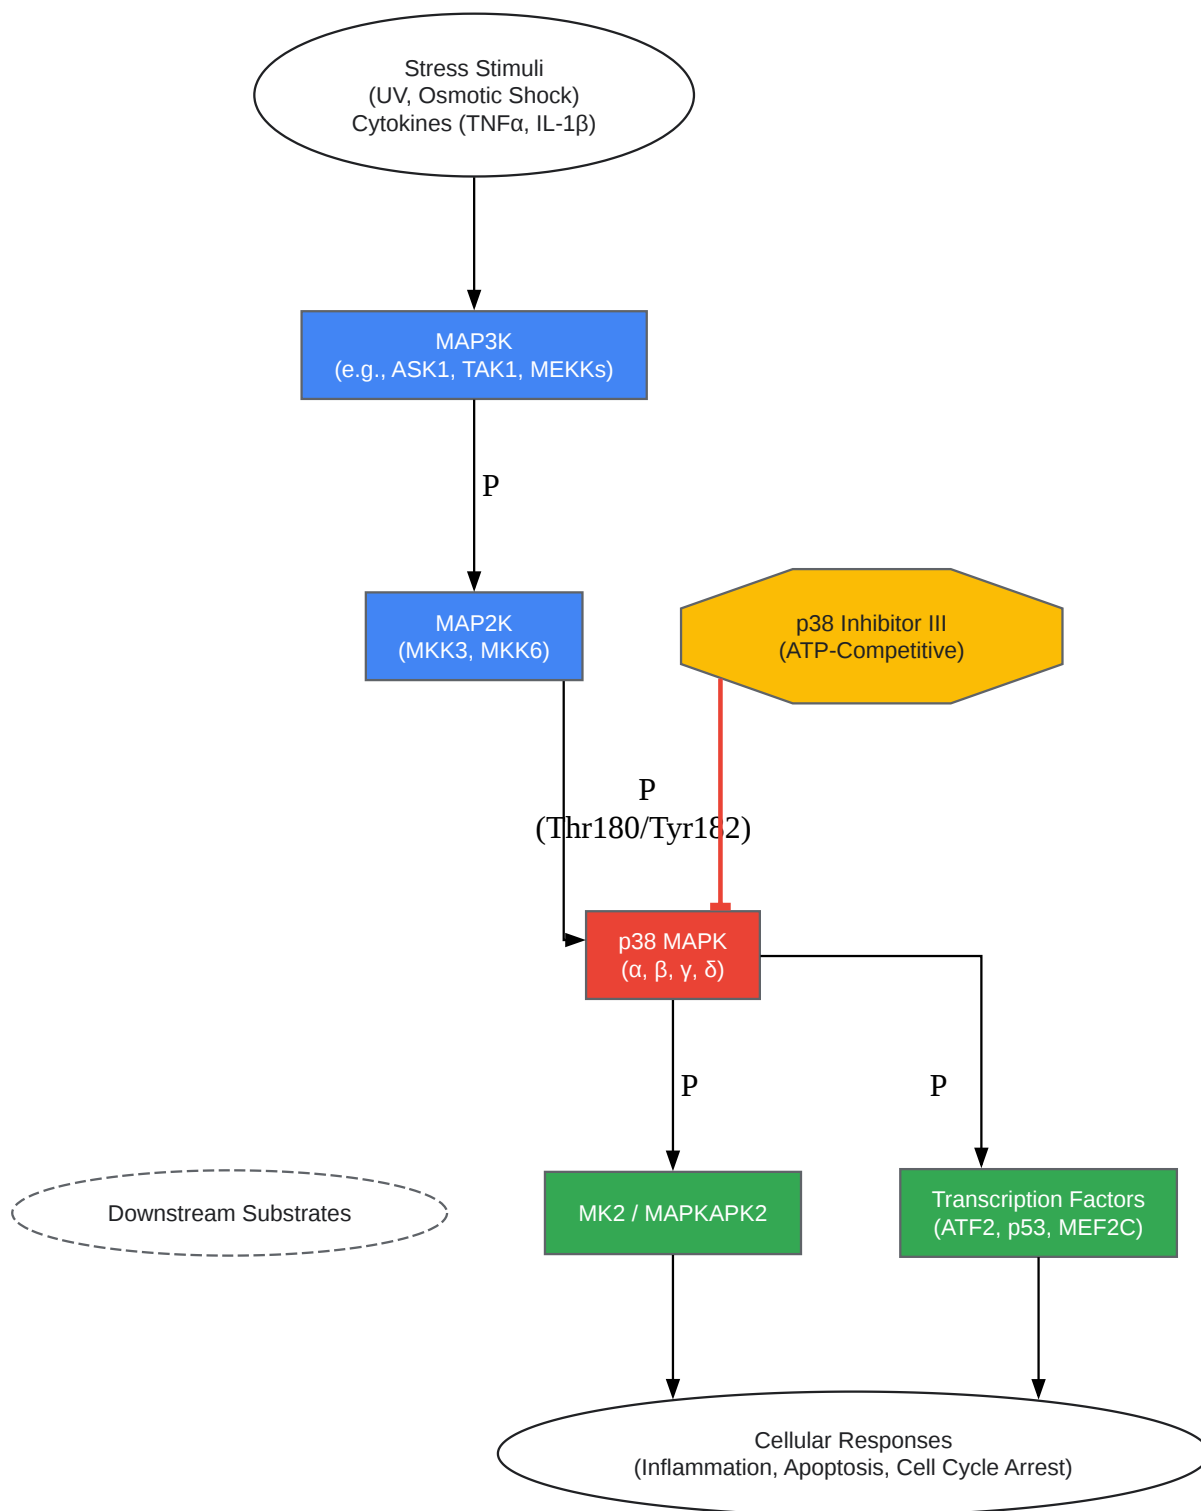 Stress Stimuli
(UV, Osmotic Shock)
Cytokines (TNFα, IL-1β)
MAP3K
(e.g., ASK1, TAK1, MEKKs)
P
MAP2K
(MKK3, MKK6)
p38 Inhibitor III
(ATP-Competitive)
P
(Thr180/Tyr182)
p38 MAPK
(α, β, γ, δ)
P
P
Downstream Substrates
MK2 / MAPKAPK2
Transcription Factors
(ATF2, p53, MEF2C)
Cellular Responses
(Inflammation, Apoptosis, Cell Cycle Arrest)